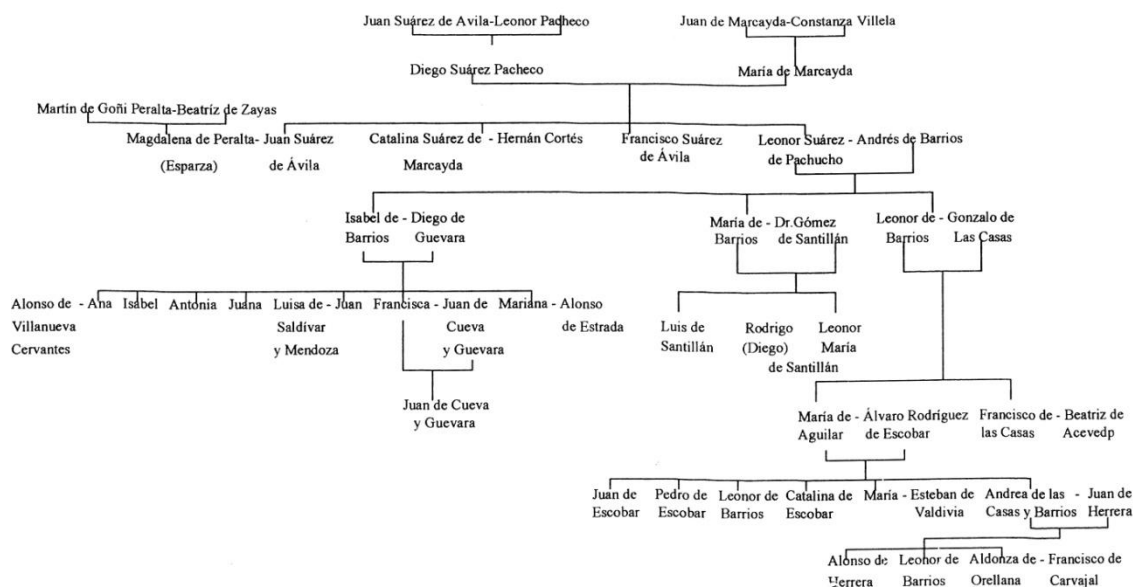 Juan Suárez de Avila-Leonor Pacheco
Juan de Marcayda-Constanza Villela
Diego Suárez Pacheco
María de Marcayda
Martín de Goñi Peralta-Beatríz de Zayas
Magdalena de Peralta- Juan Suárez
(Esparza) de Ávila
Catalina Suárez de - Hernán Cortés
Marcayda
Francisco Suárez
de Ávila
Leonor Suárez - Andrés de Barrios
de Pachucho
Isabel de - Diego de
Barrios Guevara
María de - Dr.Gómez
Barrios de Santillán
Leonor de - Gonzalo de
Barrios Las Casas
Alonso de - Ana
Villanueva
Cervantes
Isabel
Antonia
Juana
Luisa de - Juan
Saldívar
y Mendoza
Francisca - Juan de
Cueva
y Guevara
Mariana - Alonso
de Estrada
Luis de
Santillán
Rodrigo
(Diego)
Leonor
María
de Santillán
Juan de Cueva
y Guevara
María de - Álvaro Rodríguez
Aguilar de Escobar
Francisco de - Beatriz de
las Casas Acevedp
Juan de
Escobar
Pedro de
Escobar
Leonor de
Barrios
Catalina de
Escobar
María - Esteban de
Valdivia
Andrea de las - Juan de
Casas y Barrios Herrera
Alonso de
Herrera
Leonor de
Barrios
Aldonza de - Francisco de
Orellana Carvajal